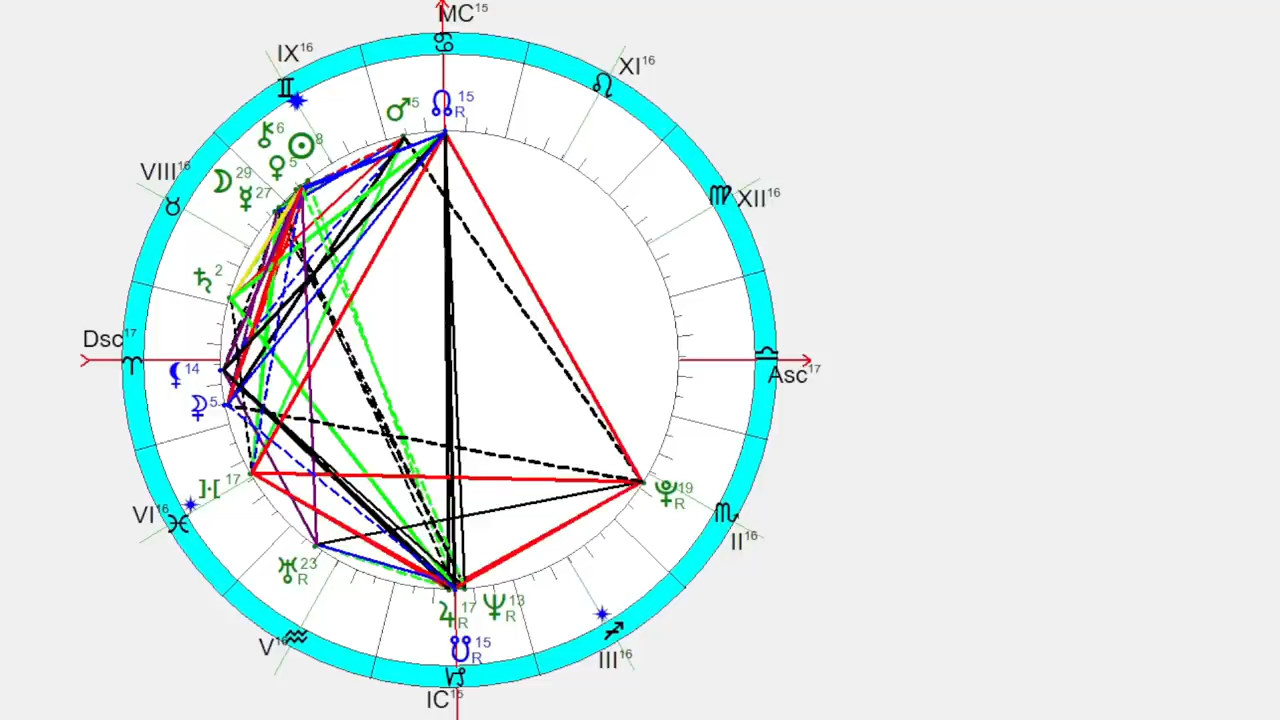 MC15
♋
IX16
♊
XI16
♌
♂5
☊15 R
⚷6
☉8
♀5
VIII16
☽29
☿27
♉
♍
XII16
♄2
Dsc17
♈
♎
Asc17
⚸14
5
17
♇19 R
VI16
♓
♏
II16
♅23 R
♃17 R
♆13 R
V16
♒
☋15 R
♐
III16
♑
IC15